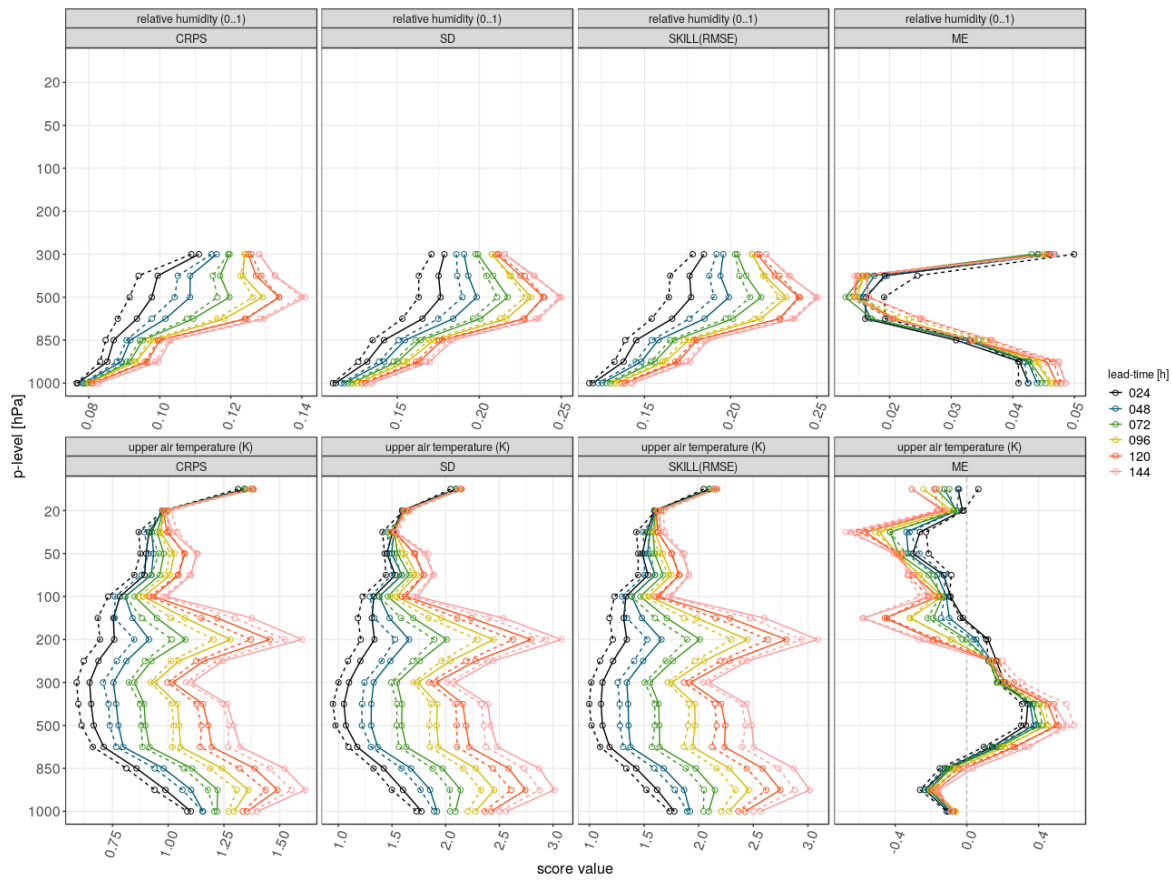 relative humidity (0..1) relative humidity (0..1) relative humidity (0..1) relative humidity (0..1)
CRPS SD SKILL(RMSE) ME
20
50
100
200
300
500
850
1000
0.08 0.10 0.12 0.14 0.15 0.20 0.25 0.15 0.20 0.25 0.02 0.03 0.04 0.05
p-level [hPa]
lead-time [h]
024
048
072
096
120
144
upper air temperature (K) upper air temperature (K) upper air temperature (K) upper air temperature (K)
CRPS SD SKILL(RMSE) ME
20
50
100
200
300
500
850
1000
0.75 1.00 1.25 1.50 1.0 1.5 2.0 2.5 3.0 1.0 1.5 2.0 2.5 3.0 -0.4 0.0 0.4
score value